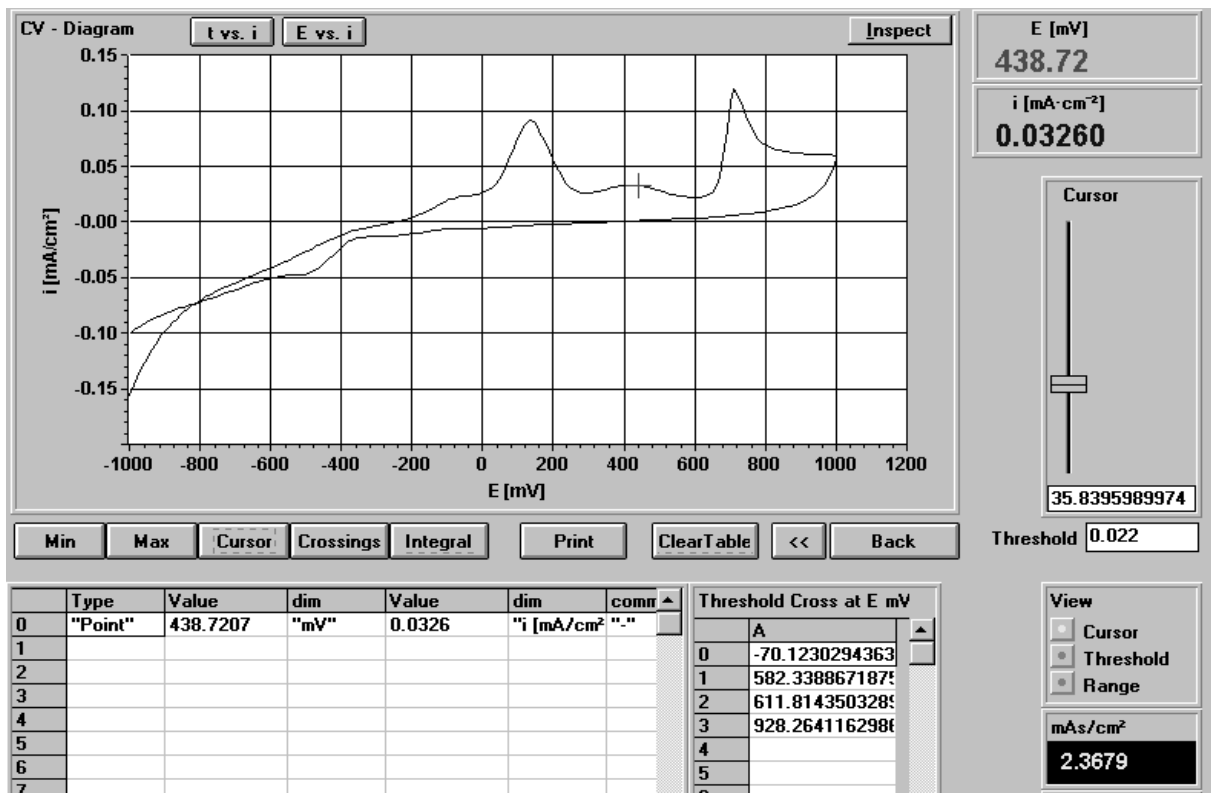 CV - Diagram t vs. i E vs. i Inspect
E [mV]
438.72
i [mA·cm⁻²]
0.03260
0.15
0.10
0.05
-0.00
-0.05
-0.10
-0.15
i [mA/cm²]
-1000 -800 -600 -400 -200 0 200 400 600 800 1000 1200
E [mV]
Cursor
35.8395989974
Min Max Cursor Crossings Integral Print ClearTable << Back
Threshold 0.022
Type Value dim Value dim comm
0 "Point" 438.7207 "mV" 0.0326 "i [mA/cm² "-"
1
2
3
4
5
6
7
Threshold Cross at E mV
A
0 -70.1230294363
1 582.3388671875
2 611.8143503289
3 928.2641162986
4
5
View
Cursor
Threshold
Range
mAs/cm²
2.3679